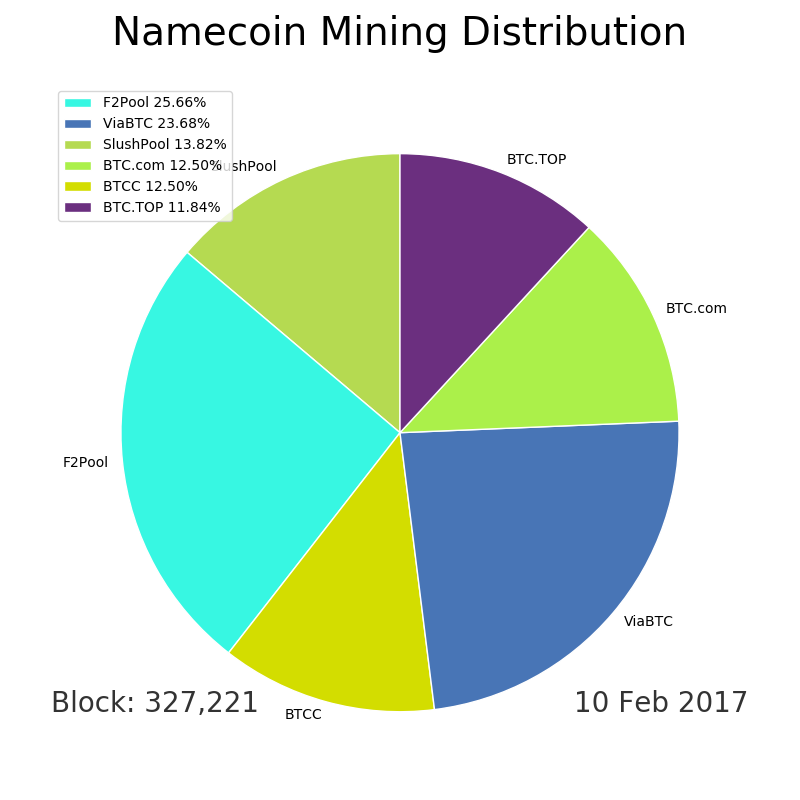 Namecoin Mining Distribution
F2Pool 25.66%
ViaBTC 23.68%
SlushPool 13.82%
BTC.com 12.50%
BTCC 12.50%
BTC.TOP 11.84%
SlushPool
BTC.TOP
BTC.com
F2Pool
ViaBTC
Block: 327,221
10 Feb 2017
BTCC